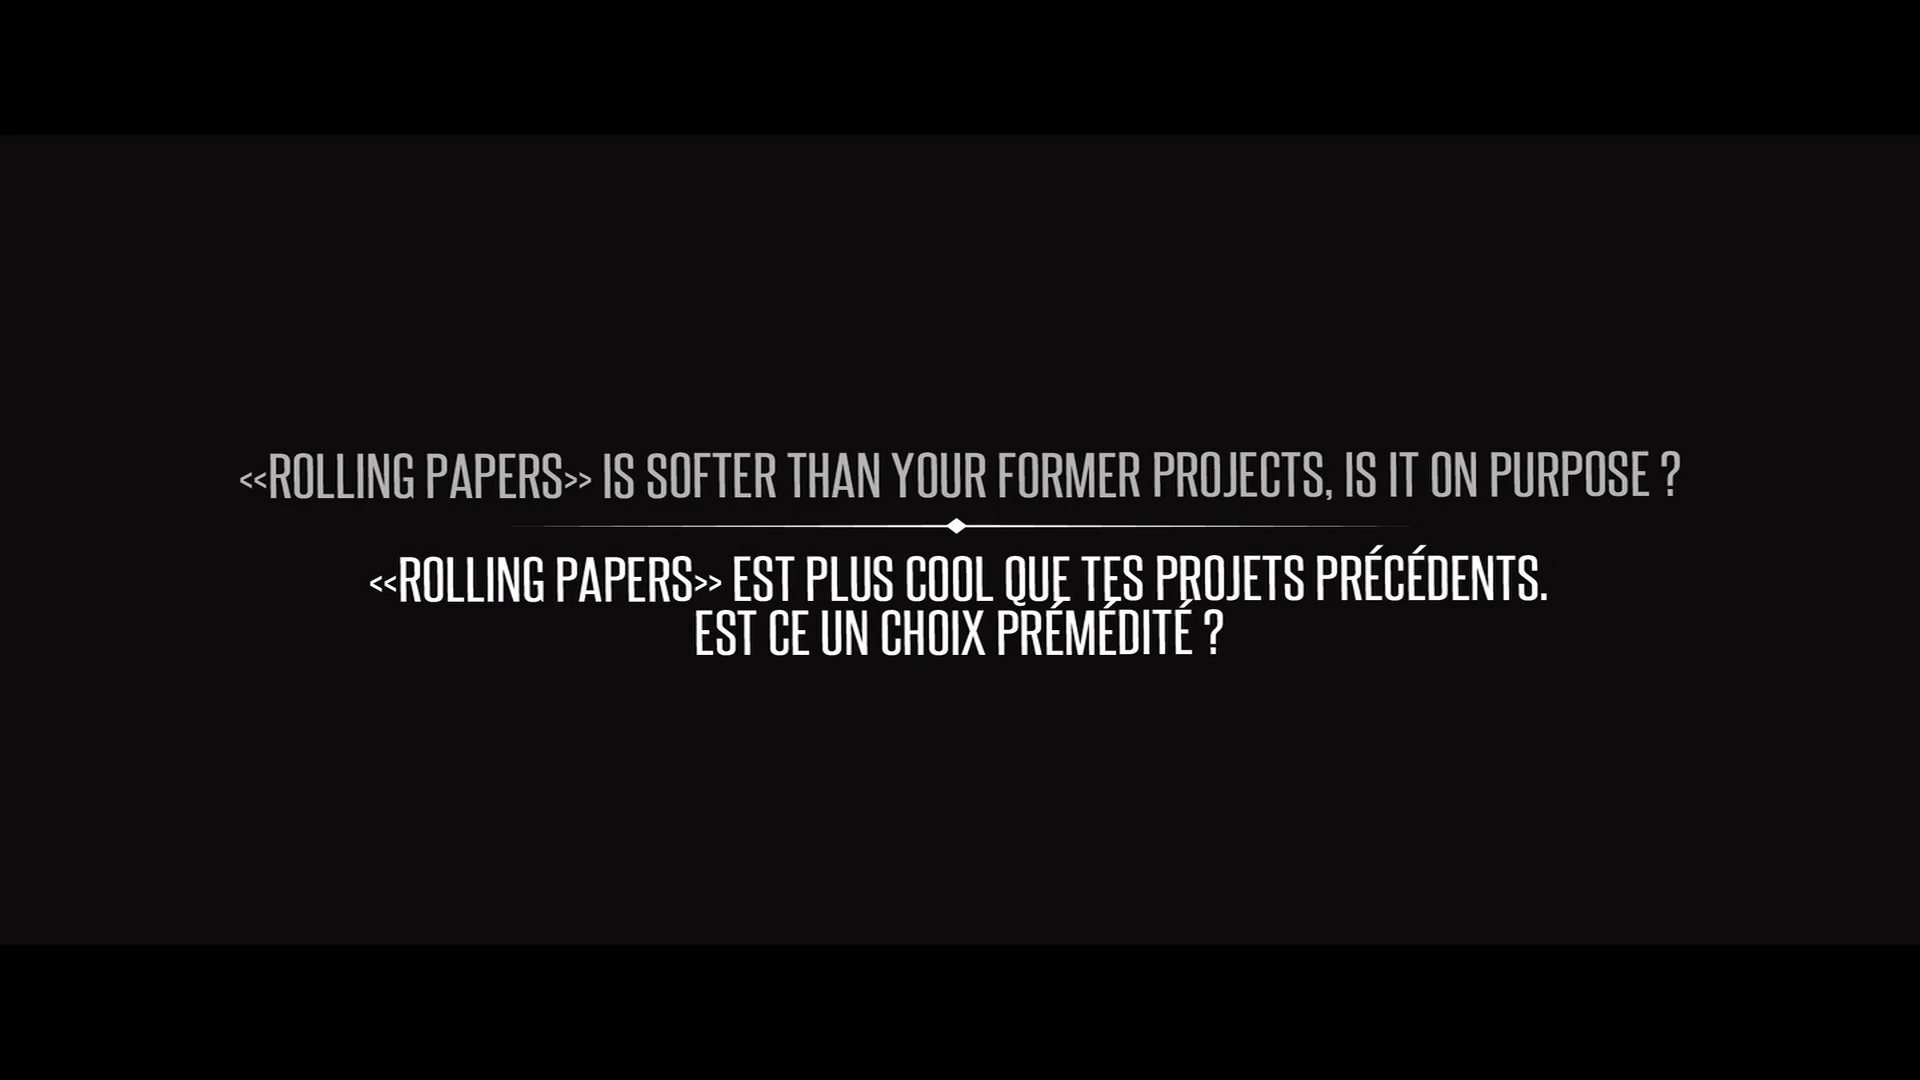 <<ROLLING PAPERS>> IS SOFTER THAN YOUR FORMER PROJECTS, IS IT ON PURPOSE ?
<<ROLLING PAPERS>> EST PLUS COOL QUE TES PROJETS PRÉCÉDENTS.
EST CE UN CHOIX PRÉMÉDITÉ ?